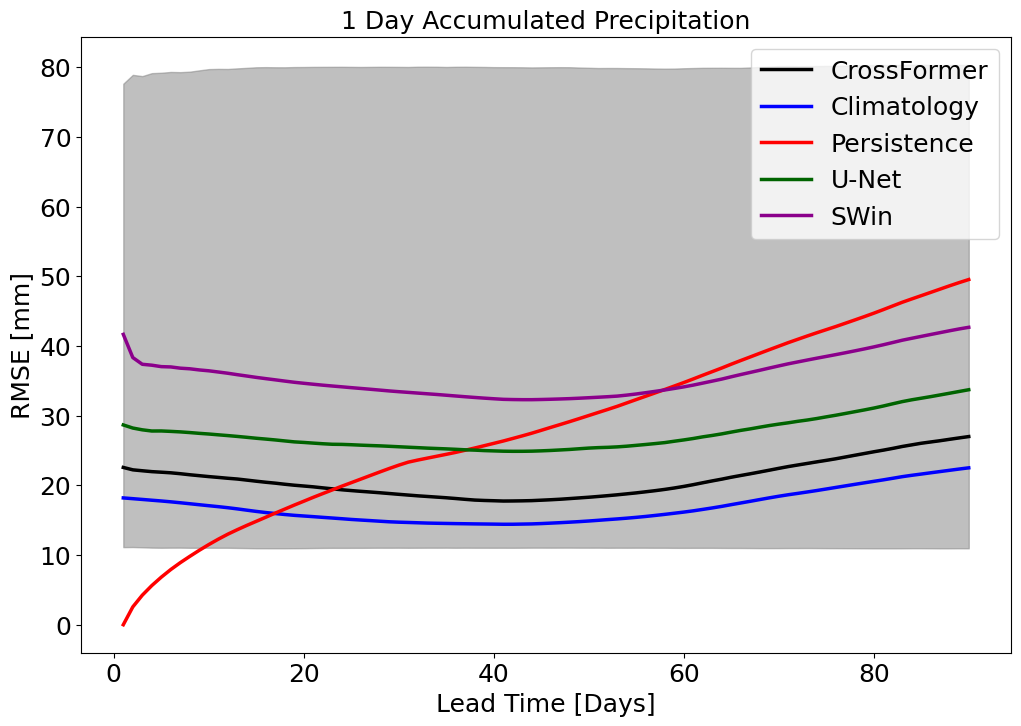 1 Day Accumulated Precipitation
RMSE [mm]
80
70
60
50
40
30
20
10
0
CrossFormer
Climatology
Persistence
U-Net
SWin
0 20 40 60 80
Lead Time [Days]